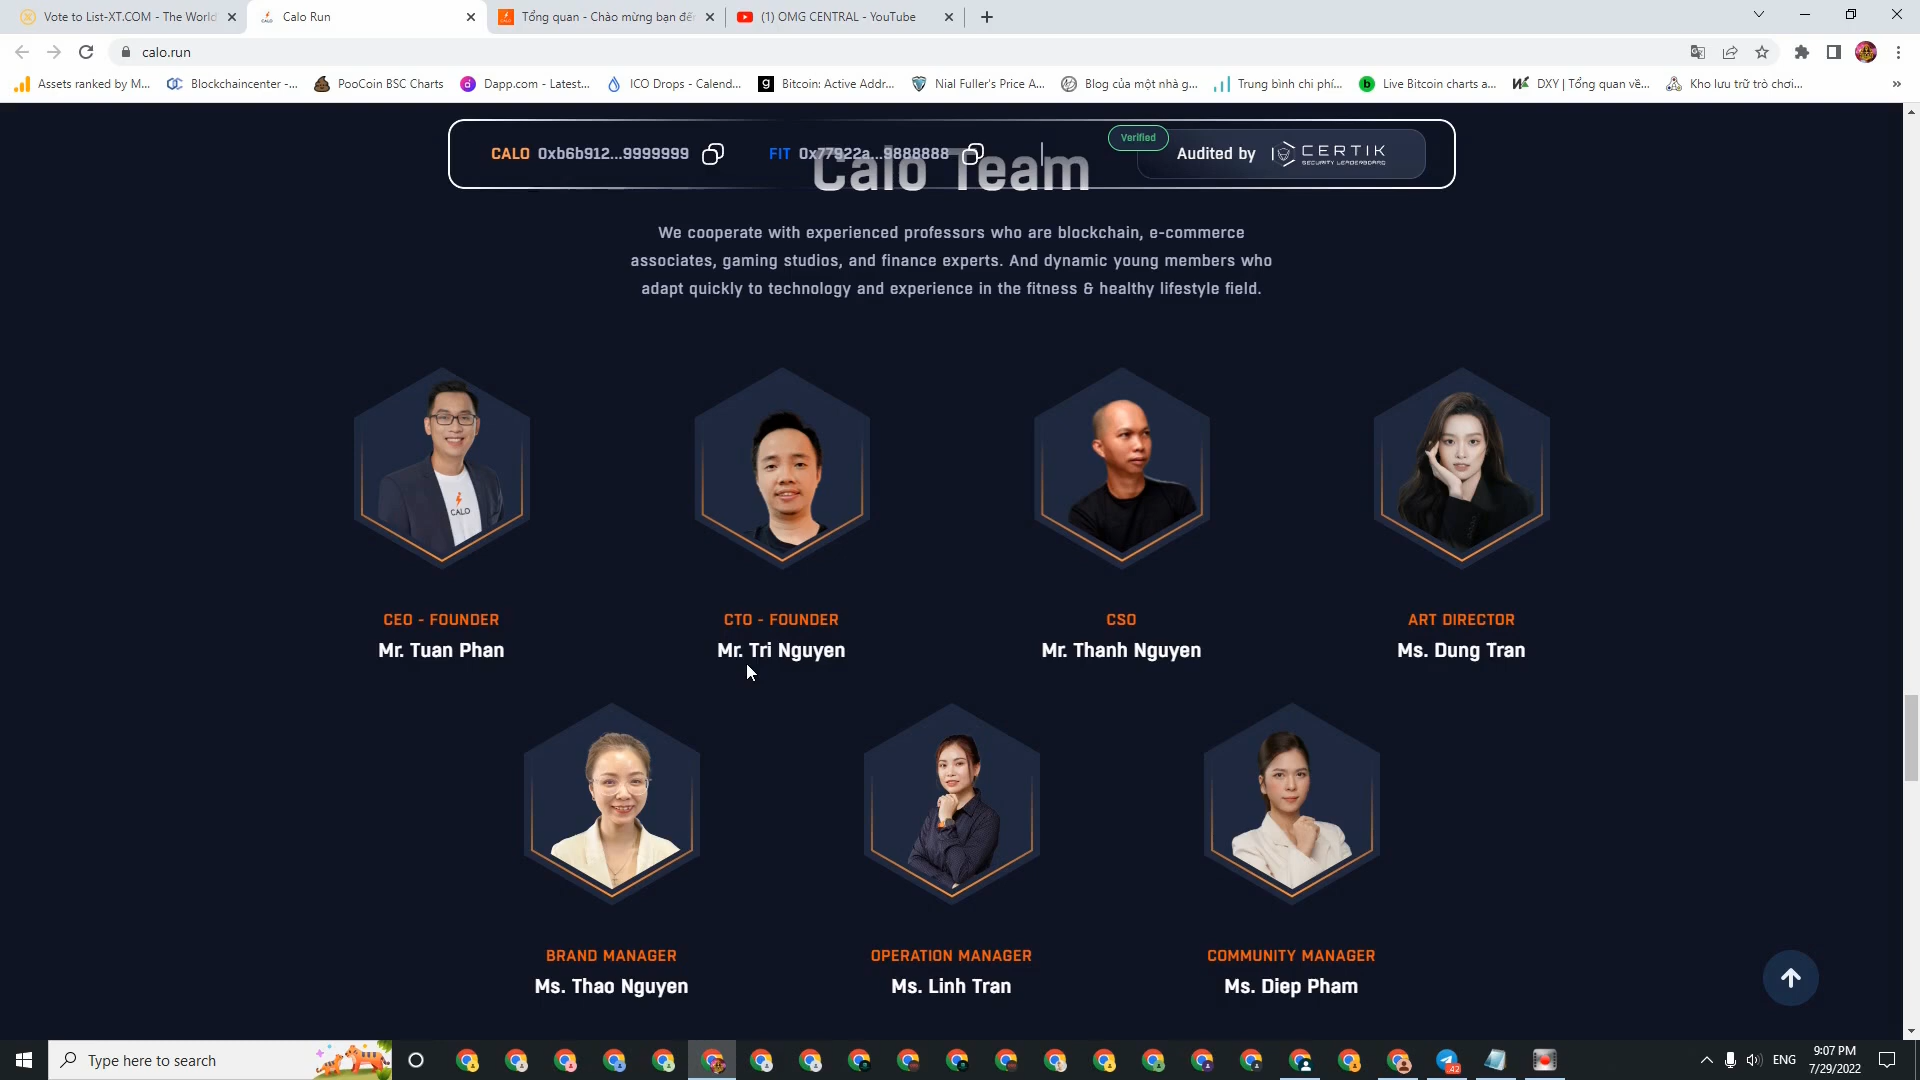 Vote to List-XT.COM - The World
Calo Run
Tổng quan - Chào mừng bạn đến
(1) OMG CENTRAL - YouTube
calo.run
Assets ranked by M...
Blockchaincenter -...
PooCoin BSC Charts
Dapp.com - Latest...
ICO Drops - Calend...
Bitcoin: Active Addr...
Nial Fuller's Price A...
Blog của một nhà g...
Trung bình chi phí...
Live Bitcoin charts a...
DXY | Tổng quan về...
Kho lưu trữ trò chơi...
CALO 0xb6b912...9999999
FIT 0x77922a...9888888
Verified
Audited by
CERTIK
SECURITY LEADERBOARD
Calo Team
We cooperate with experienced professors who are blockchain, e-commerce
associates, gaming studios, and finance experts. And dynamic young members who
adapt quickly to technology and experience in the fitness & healthy lifestyle field.
CALO
CEO - FOUNDER
Mr. Tuan Phan
CTO - FOUNDER
Mr. Tri Nguyen
CSO
Mr. Thanh Nguyen
ART DIRECTOR
Ms. Dung Tran
BRAND MANAGER
Ms. Thao Nguyen
OPERATION MANAGER
Ms. Linh Tran
COMMUNITY MANAGER
Ms. Diep Pham
Type here to search
42
ENG
9:07 PM
7/29/2022